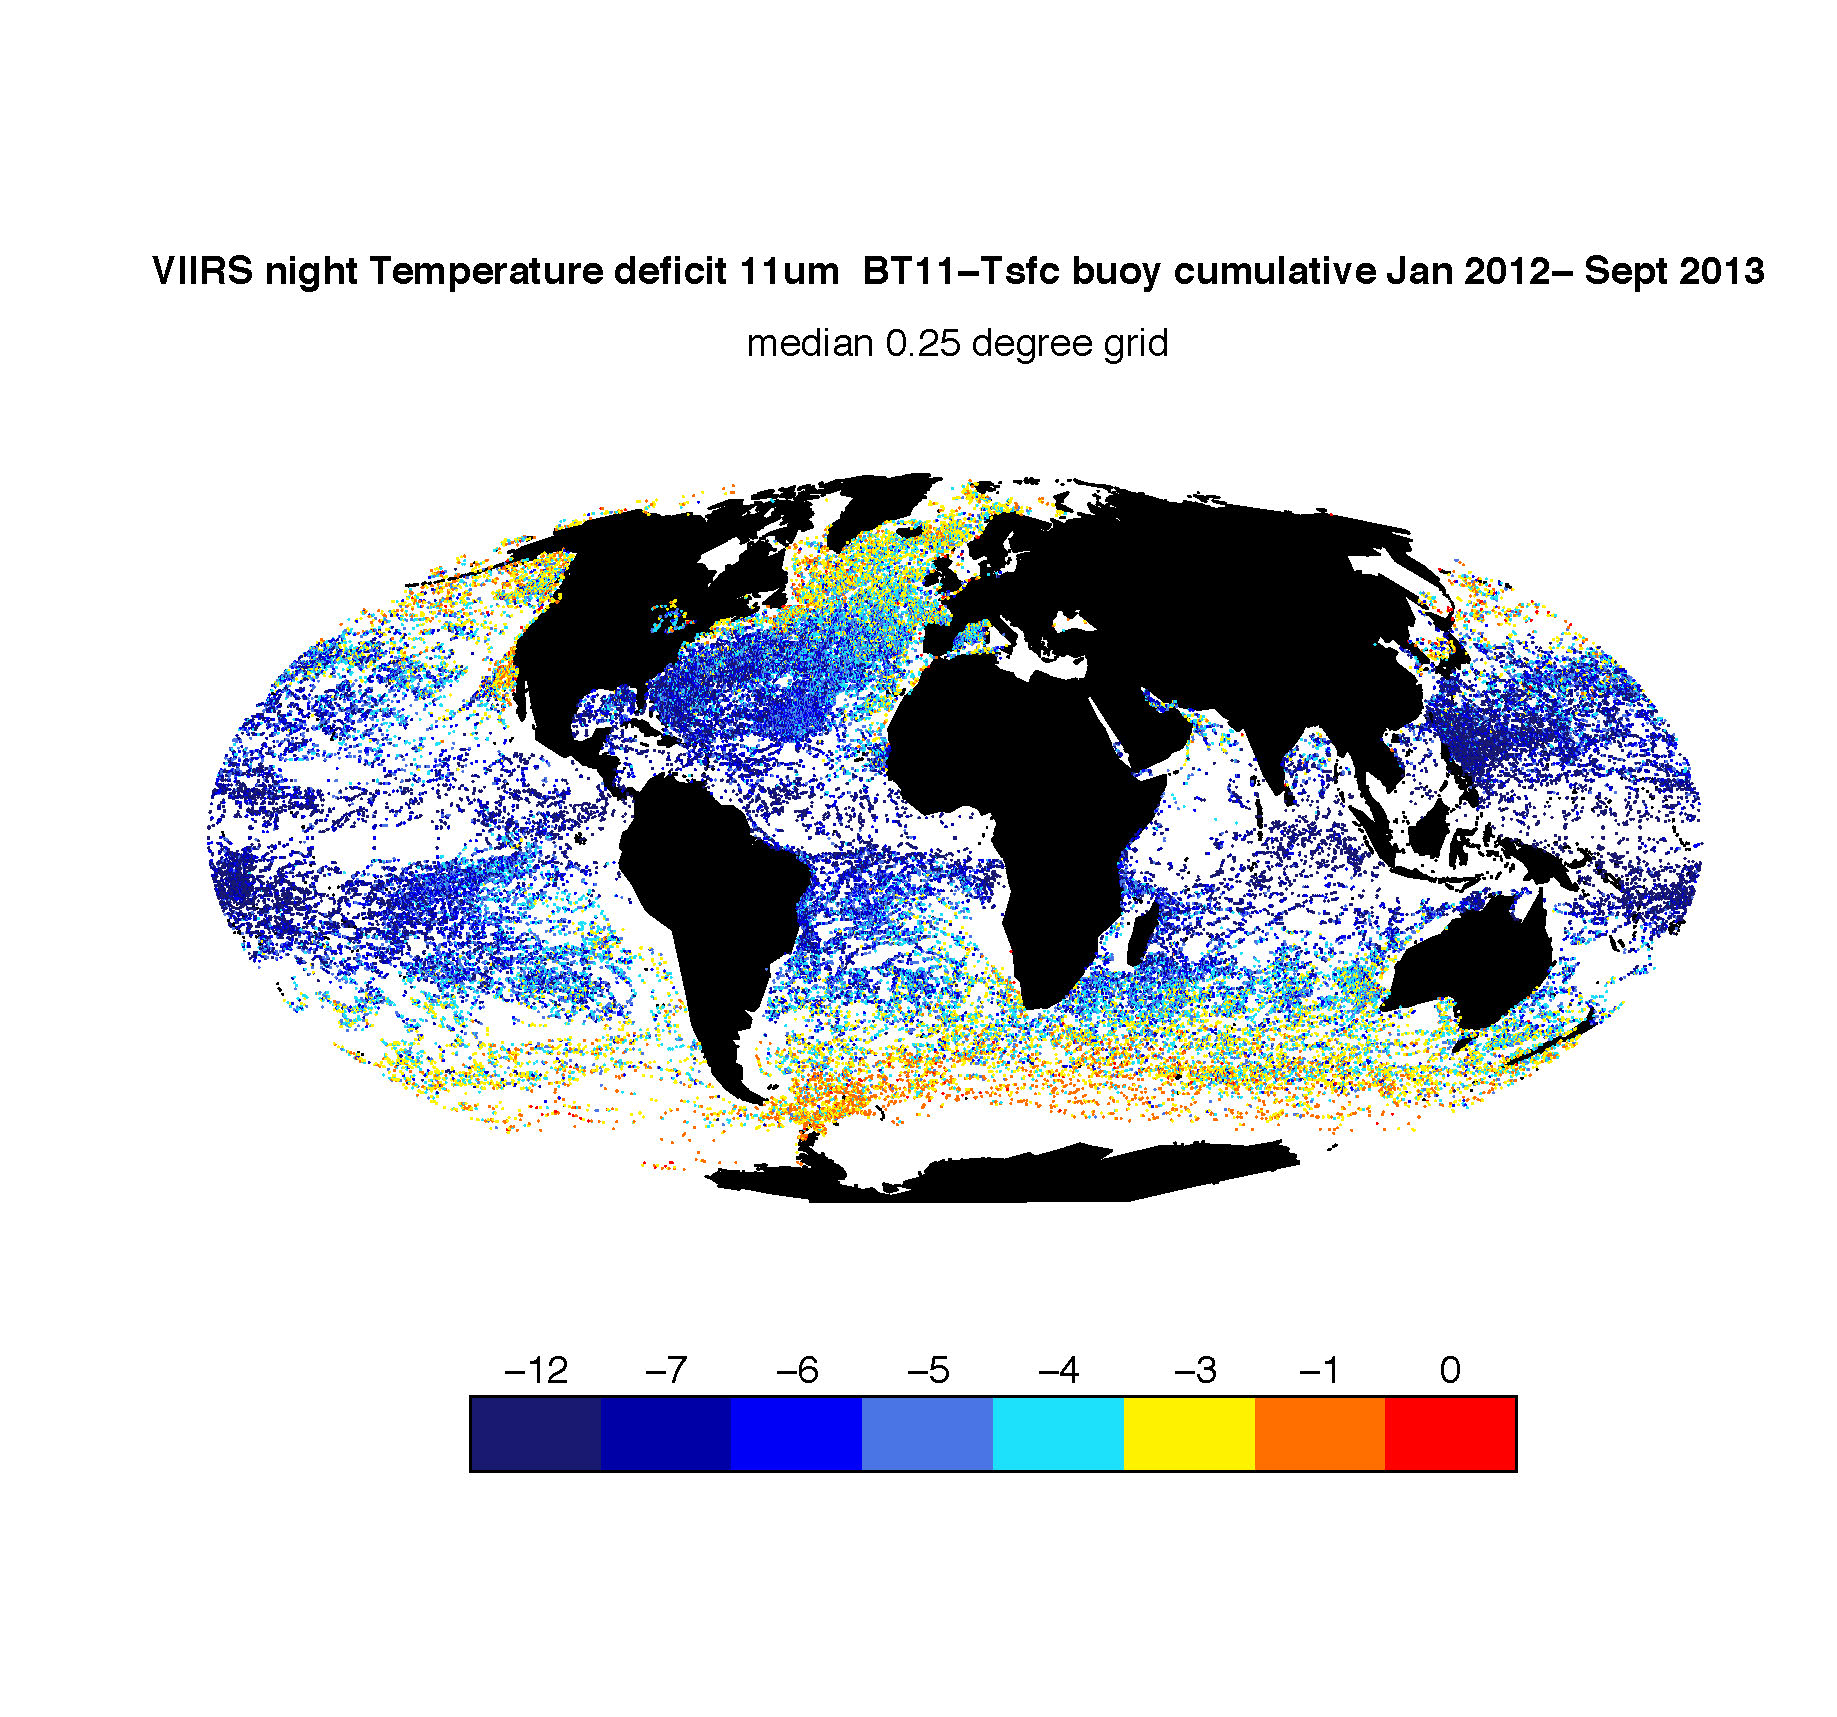 VIIRS night Temperature deficit 11um  BT11–Tsfc buoy cumulative Jan 2012– Sept 2013
median 0.25 degree grid
–12 –7 –6 –5 –4 –3 –1 0